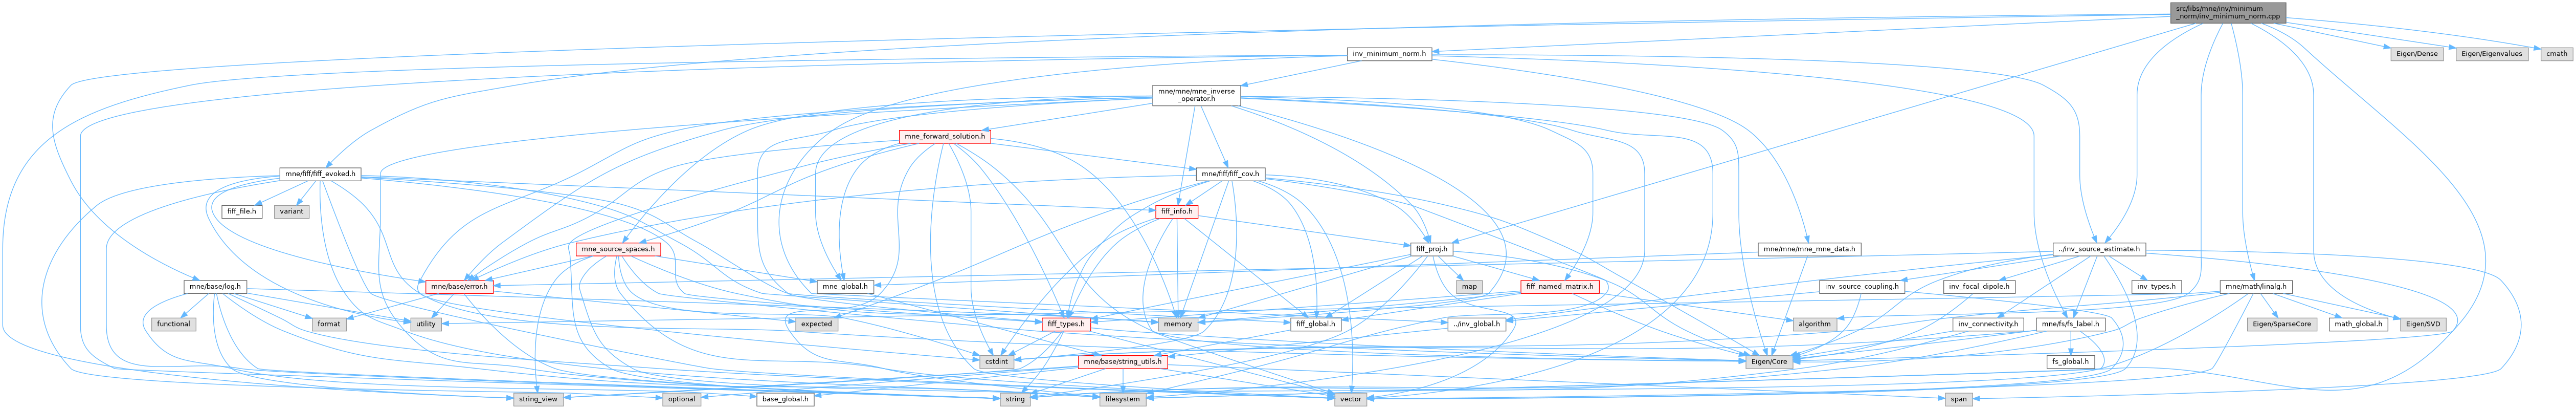 src/libs/mne/inv/minimum
_norm/inv_minimum_norm.cpp
inv_minimum_norm.h
Eigen/Dense
Eigen/Eigenvalues
cmath
mne/mne/mne_inverse
_operator.h
mne_forward_solution.h
mne/fiff/fiff_evoked.h
mne/fiff/fiff_cov.h
fiff_file.h
variant
fiff_info.h
mne_source_spaces.h
fiff_proj.h
mne/mne/mne_mne_data.h
../inv_source_estimate.h
mne/base/log.h
mne/base/error.h
mne_global.h
map
fiff_named_matrix.h
inv_source_coupling.h
inv_focal_dipole.h
inv_types.h
mne/math/linalg.h
functional
format
utility
expected
fiff_types.h
memory
fiff_global.h
../inv_global.h
algorithm
inv_connectivity.h
mne/fs/fs_label.h
Eigen/SparseCore
math_global.h
Eigen/SVD
cstdint
mne/base/string_utils.h
Eigen/Core
fs_global.h
string_view
optional
base_global.h
string
filesystem
vector
span